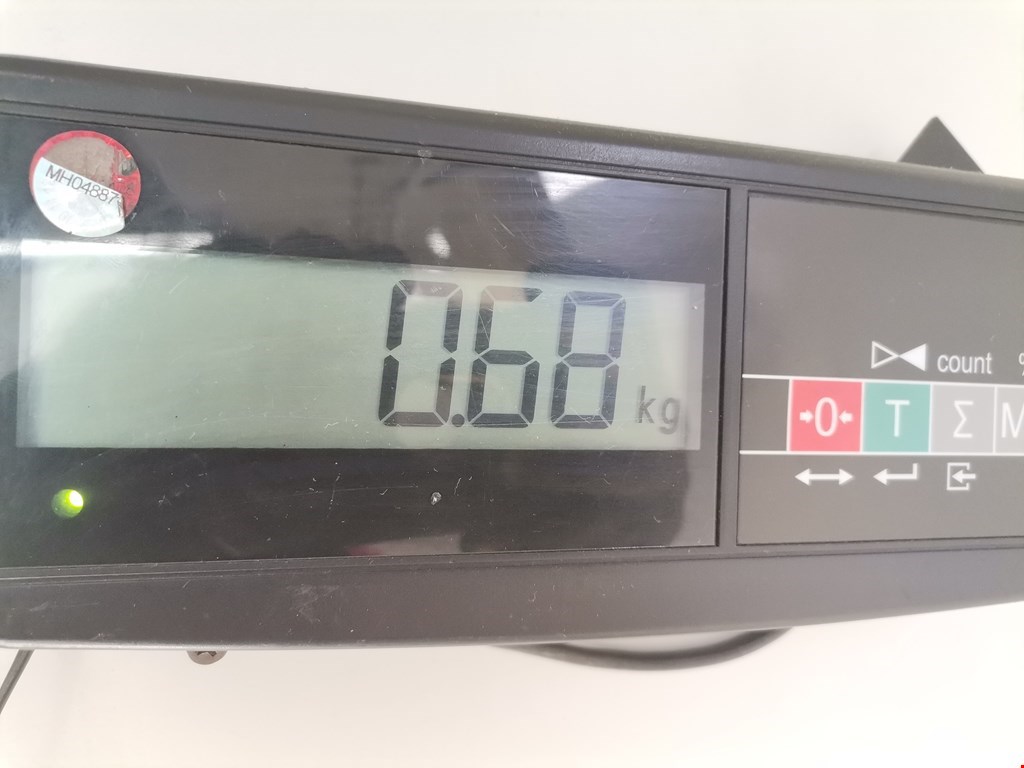 MH04887
0.68 kg
count
→0← T Σ M